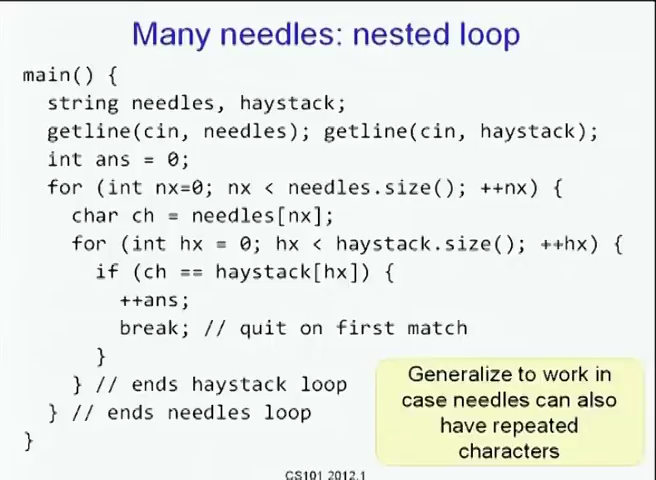 Many needles: nested loop
main() {
string needles, haystack;
getline(cin, needles); getline(cin, haystack);
int ans = 0;
for (int nx=0; nx < needles.size(); ++nx) {
char ch = needles[nx];
for (int hx = 0; hx < haystack.size(); ++hx) {
if (ch == haystack[hx]) {
++ans;
break; // quit on first match
}
} // ends haystack loop
} // ends needles loop
}
Generalize to work in
case needles can also
have repeated
characters
CS101 2012.1